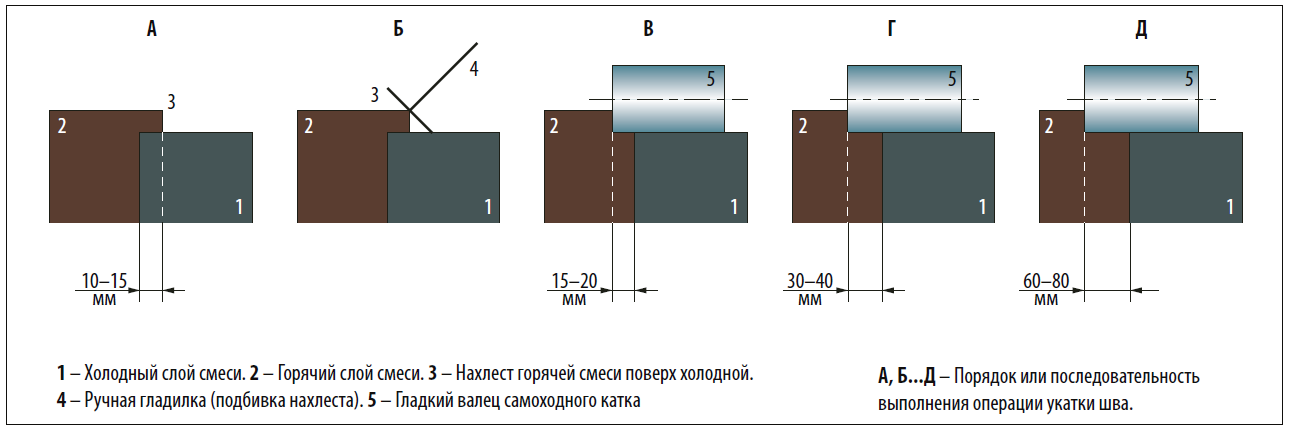 А Б В Г Д
3 4 5 5 5
2 3 2 2 2 2
1 1 1 1 1
10–15 15–20 30–40 60–80
мм мм мм мм
1 – Холодный слой смеси. 2 – Горячий слой смеси. 3 – Нахлест горячей смеси поверх холодной.
4 – Ручная гладилка (подбивка нахлеста). 5 – Гладкий валец самоходного катка
А, Б...Д – Порядок или последовательность
выполнения операции укатки шва.